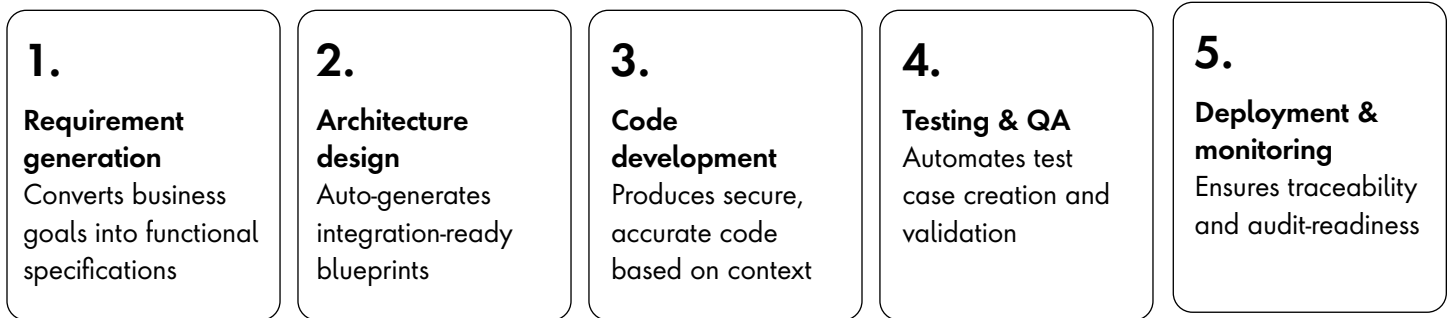 1.
Requirement
generation
Converts business
goals into functional
specifications
2.
Architecture
design
Auto-generates
integration-ready
blueprints
3.
Code
development
Produces secure,
accurate code
based on context
4.
Testing & QA
Automates test
case creation and
validation
5.
Deployment &
monitoring
Ensures traceability
and audit-readiness